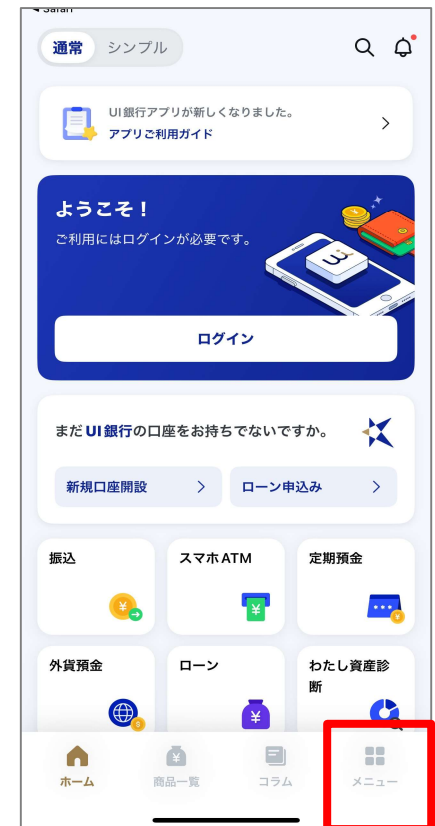 Safari
通常 シンプル
UI銀行アプリが新しくなりました。
アプリご利用ガイド
ようこそ！
ご利用にはログインが必要です。
ログイン
まだUI銀行の口座をお持ちでないですか。
新規口座開設 ローン申込み
振込 スマホATM 定期預金
外貨預金 ローン わたし資産診
断
ホーム 商品一覧 コラム メニュー